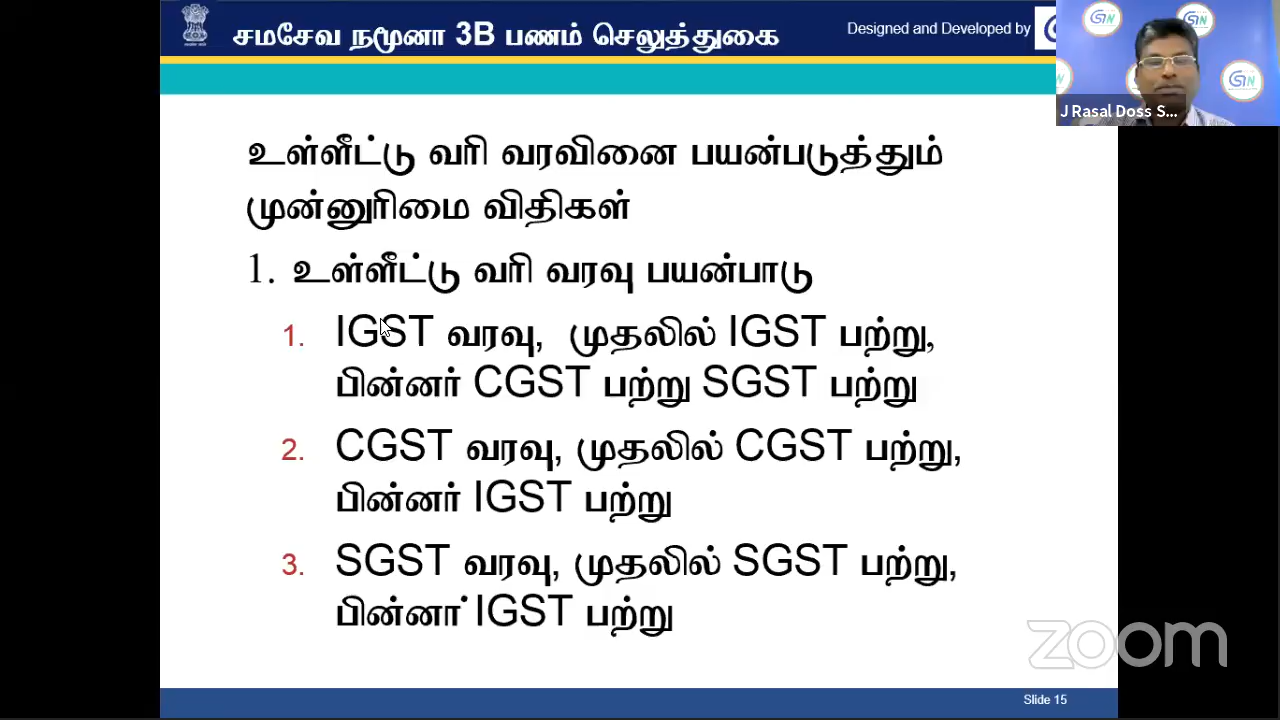 சமசேவ நமூனா 3B பணம் செலுத்துகை
Designed and Developed by
J Rasal Doss S...
உள்ளீட்டு வரி வரவினை பயன்படுத்தும்
முன்னுரிமை விதிகள்
1. உள்ளீட்டு வரி வரவு பயன்பாடு
1. IGST வரவு, முதலில் IGST பற்று,
பின்னர் CGST பற்று SGST பற்று
2. CGST வரவு, முதலில் CGST பற்று,
பின்னர் IGST பற்று
3. SGST வரவு, முதலில் SGST பற்று,
பின்னா் IGST பற்று
zoom
Slide 15